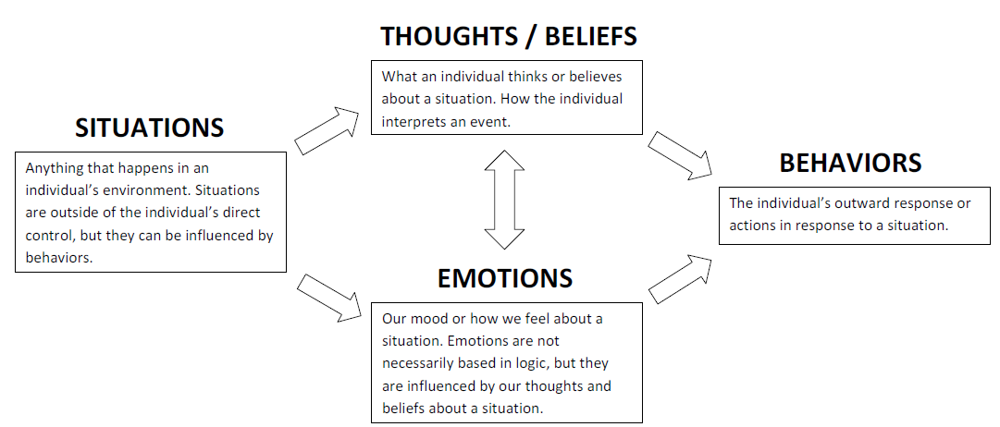 THOUGHTS / BELIEFS
What an individual thinks or believes
about a situation. How the individual
interprets an event.
SITUATIONS
Anything that happens in an
individual’s environment. Situations
are outside of the individual’s direct
control, but they can be influenced by
behaviors.
BEHAVIORS
The individual’s outward response or
actions in response to a situation.
EMOTIONS
Our mood or how we feel about a
situation. Emotions are not
necessarily based in logic, but they
are influenced by our thoughts and
beliefs about a situation.